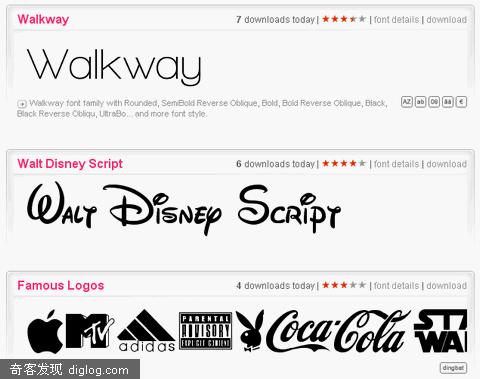 Walkway
7 downloads today | | font details | download
Walkway
Walkway font family with Rounded, SemiBold Reverse Oblique, Bold, Bold Reverse Oblique, Black,
Black Reverse Obliqu, UltraBo... and more font style.
AZ ab 09 äâ €
Walt Disney Script
6 downloads today | | font details | download
Walt Disney Script
Famous Logos
4 downloads today | | font details | download
MTV adidas PARENTAL ADVISORY EXPLICIT CONTENT Coca-Cola STA WAR
dingbat
奇客发现 diglog.com